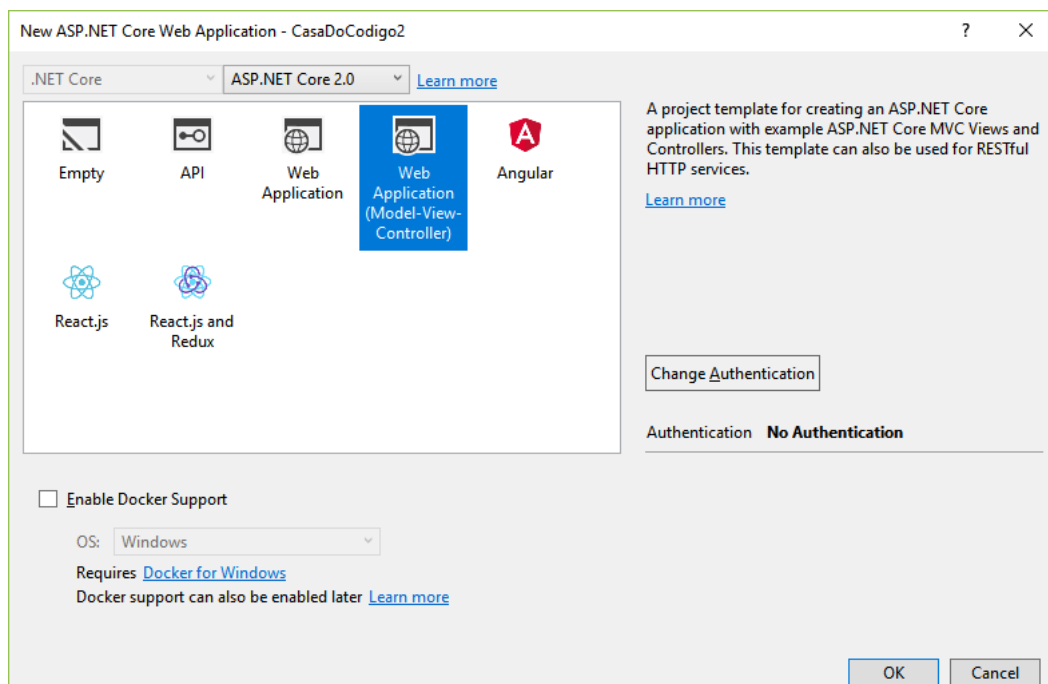 New ASP.NET Core Web Application - CasaDoCodigo2
?
.NET Core
ASP.NET Core 2.0
Learn more
Empty
API
Web
Application
Web
Application
(Model-View-
Controller)
Angular
React.js
React.js and
Redux
A project template for creating an ASP.NET Core
application with example ASP.NET Core MVC Views and
Controllers. This template can also be used for RESTful
HTTP services.
Learn more
Change Authentication
Authentication No Authentication
Enable Docker Support
OS: Windows
Requires Docker for Windows
Docker support can also be enabled later Learn more
OK
Cancel